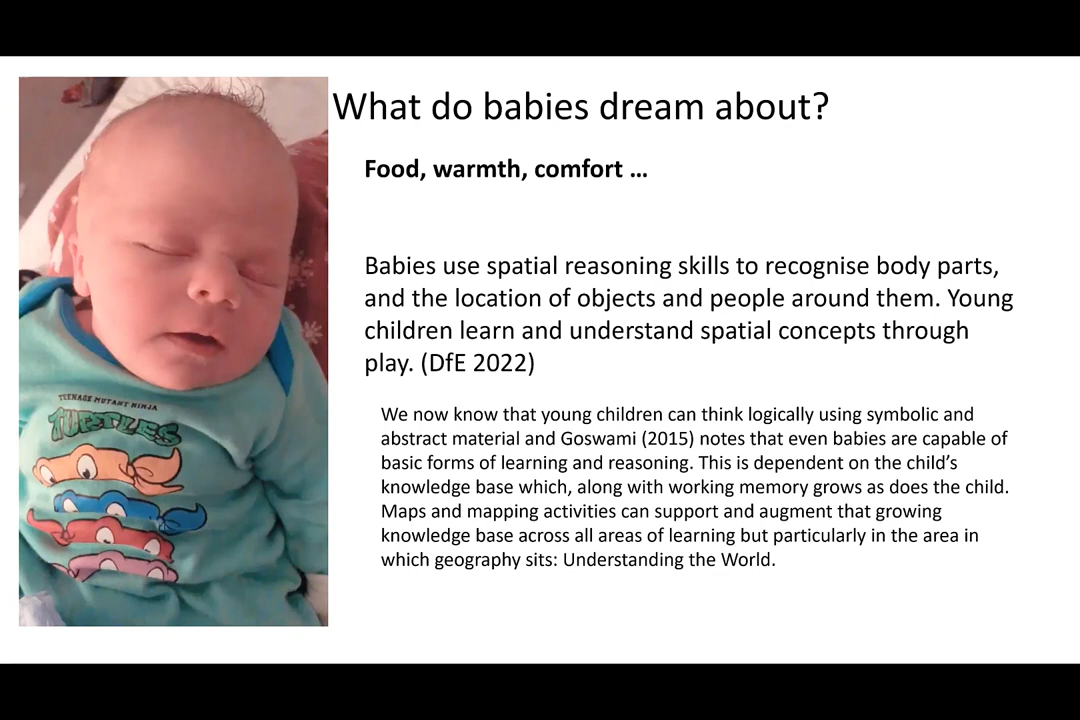 What do babies dream about?
Food, warmth, comfort …
Babies use spatial reasoning skills to recognise body parts,
and the location of objects and people around them. Young
children learn and understand spatial concepts through
play. (DfE 2022)
We now know that young children can think logically using symbolic and
abstract material and Goswami (2015) notes that even babies are capable of
basic forms of learning and reasoning. This is dependent on the child’s
knowledge base which, along with working memory grows as does the child.
Maps and mapping activities can support and augment that growing
knowledge base across all areas of learning but particularly in the area in
which geography sits: Understanding the World.
TEENAGE MUTANT NINJA
TURTLES